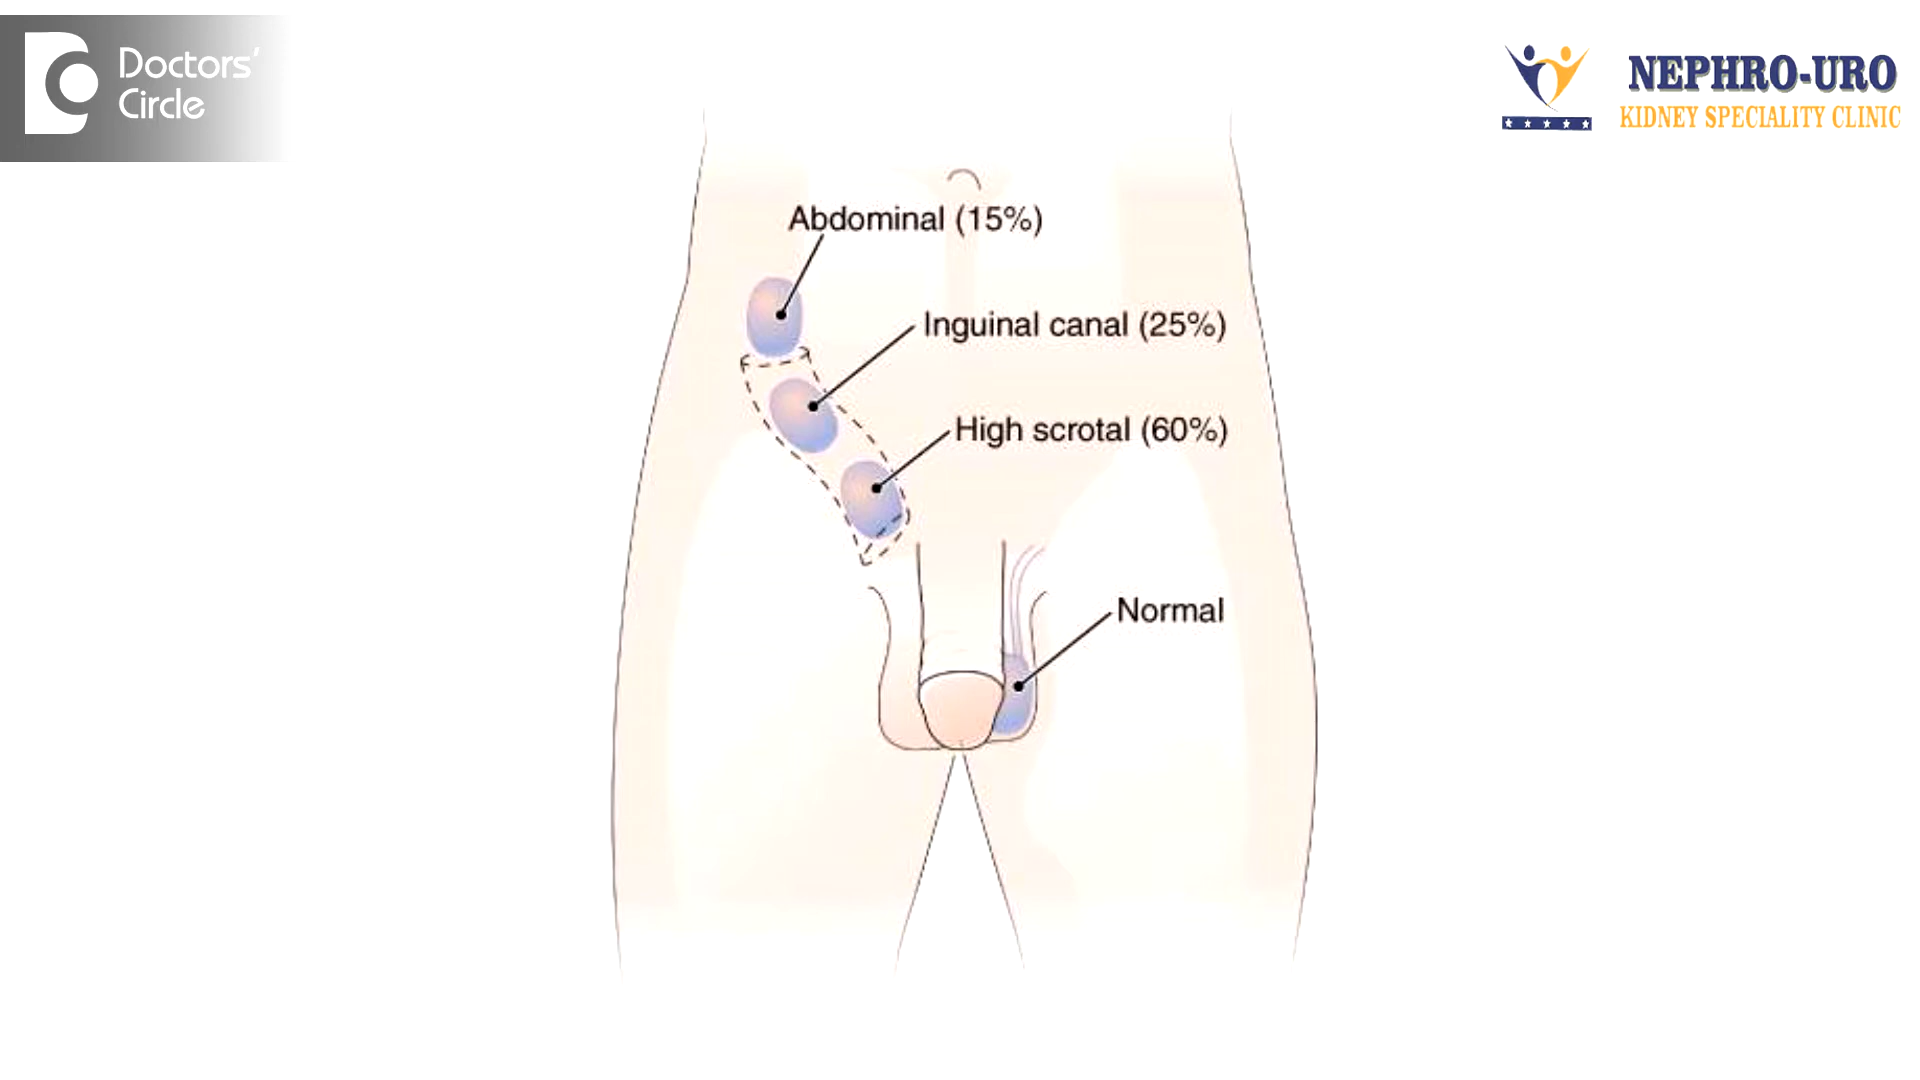 Doctors'
Circle
NEPHRO-URO
KIDNEY SPECIALITY CLINIC
Abdominal (15%)
Inguinal canal (25%)
High scrotal (60%)
Normal